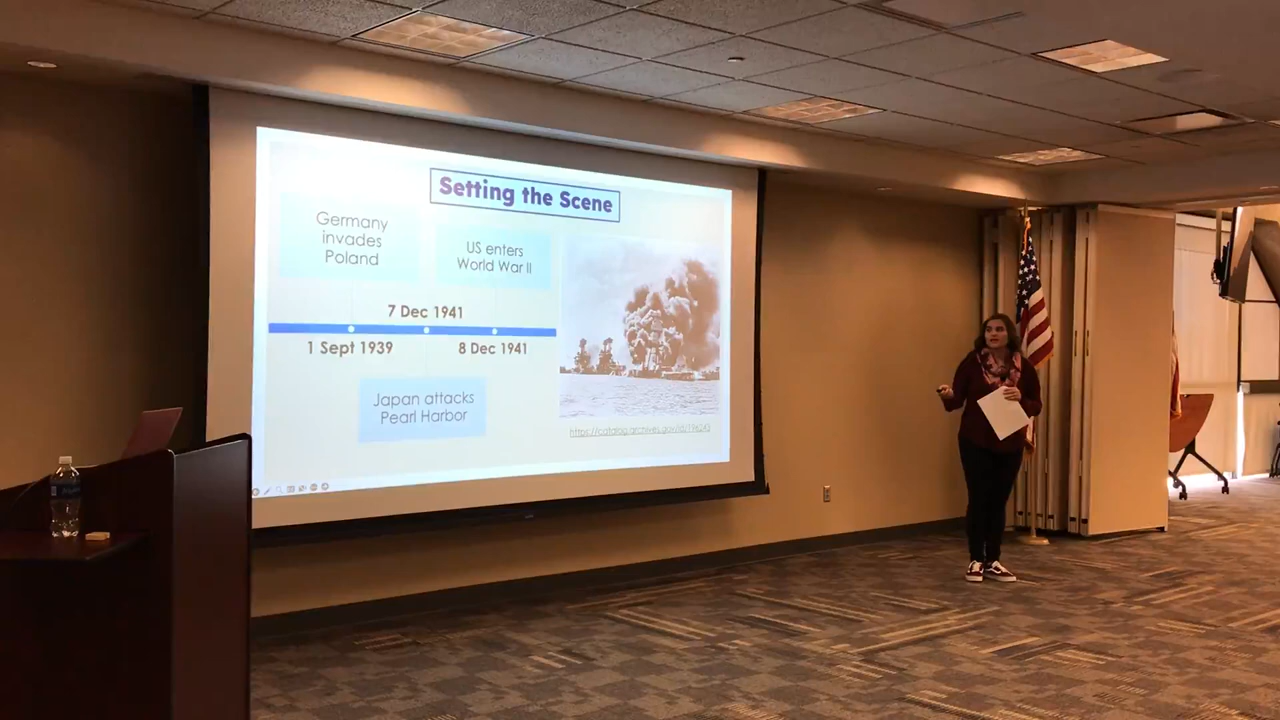 Setting the Scene
Germany
invades
Poland
US enters
World War II
7 Dec 1941
1 Sept 1939
8 Dec 1941
Japan attacks
Pearl Harbor